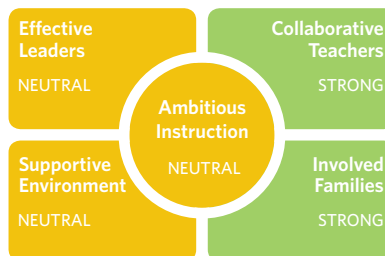 Effective
Leaders
NEUTRAL
Collaborative
Teachers
STRONG
Ambitious
Instruction
NEUTRAL
Supportive
Environment
NEUTRAL
Involved
Families
STRONG